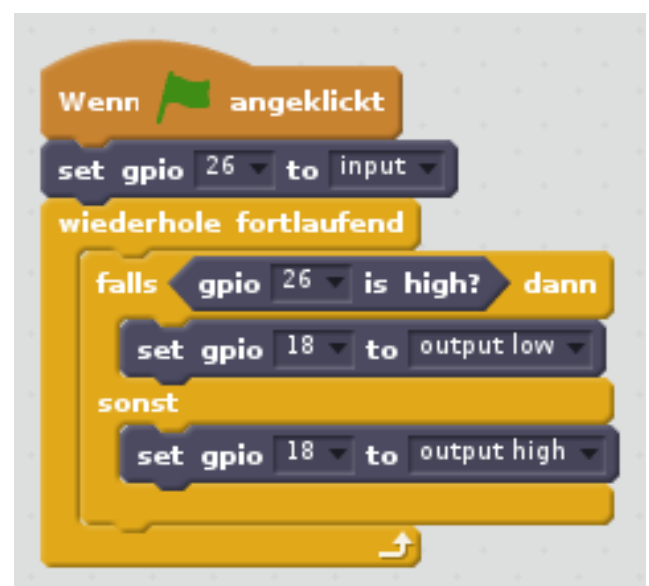 Wenn angeklickt
set gpio 26 to input
wiederhole fortlaufend
falls gpio 26 is high? dann
set gpio 18 to output low
sonst
set gpio 18 to output high